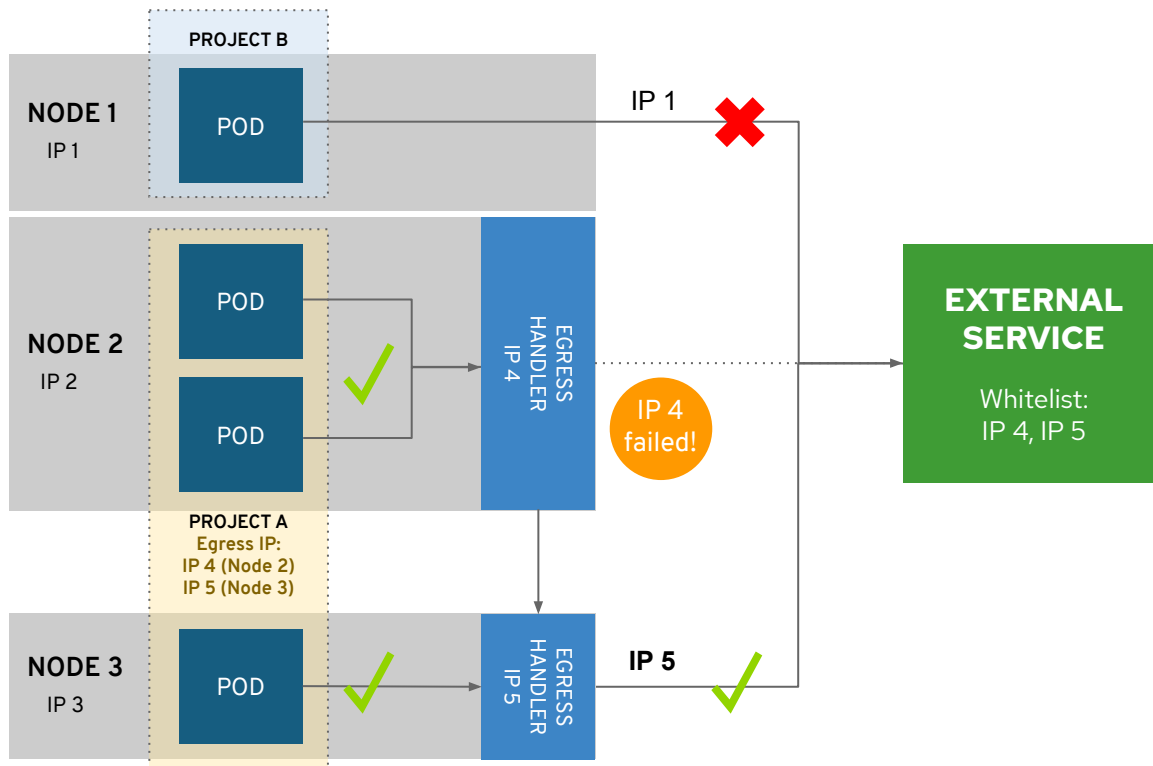 PROJECT B
NODE 1
IP 1
POD
IP 1
NODE 2
IP 2
POD
POD
EGRESS
HANDLER
IP 4
IP 4
failed!
EXTERNAL
SERVICE
Whitelist:
IP 4, IP 5
PROJECT A
Egress IP:
IP 4 (Node 2)
IP 5 (Node 3)
NODE 3
IP 3
POD
EGRESS
HANDLER
IP 5
IP 5